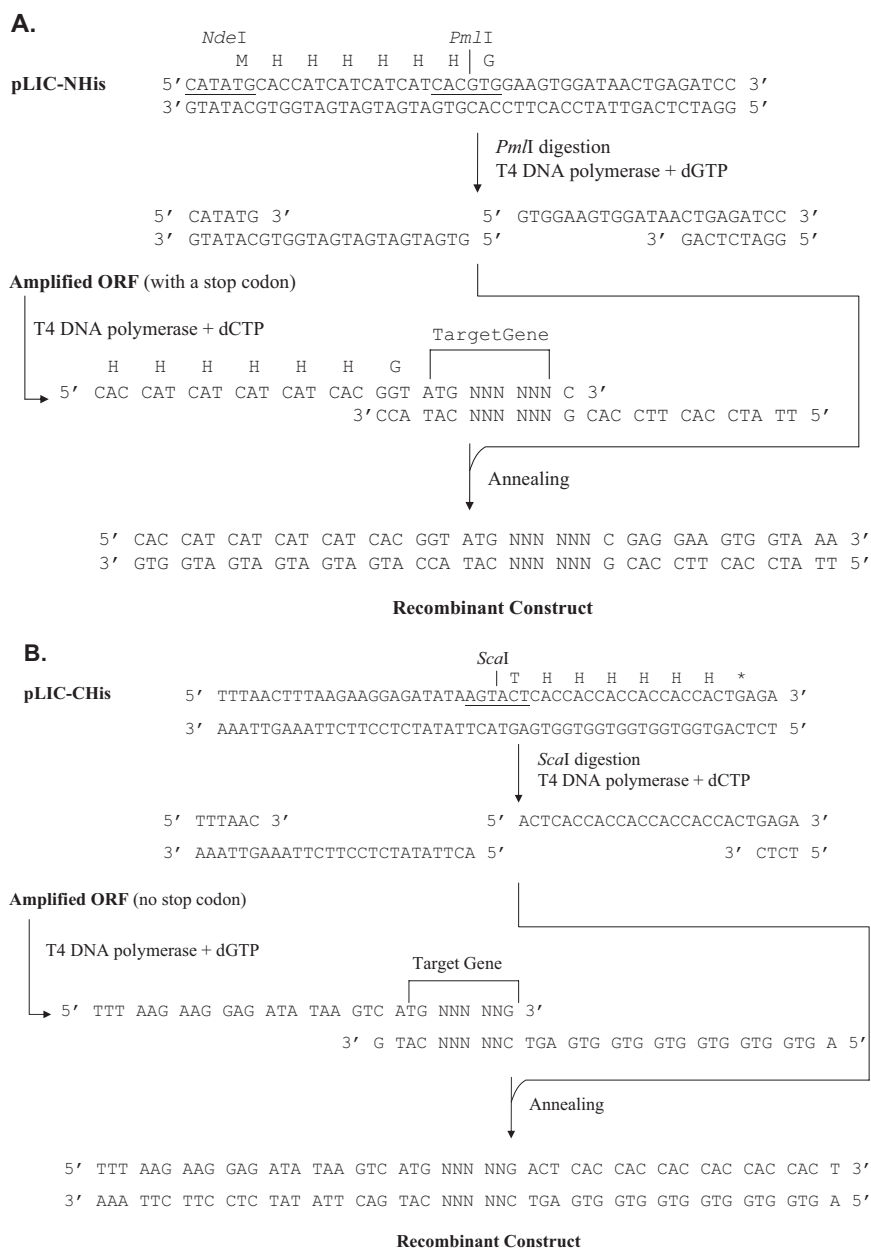 A.
NdeI PmlI
M H H H H H H G
pLIC-NHis 5’ CATATGCACCATCATCATCATCACGTGGAAGTGGATAACTGAGATCC 3’
3’ GTATACGTGGTAGTAGTAGTAGTGCACCTTCACCTATTGACTCTAGG 5’
PmlI digestion
T4 DNA polymerase + dGTP
5’ CATATG 3’ 5’ GTGGAAGTGGATAACTGAGATCC 3’
3’ GTATACGTGGTAGTAGTAGTAGTG 5’ 3’ GACTCTAGG 5’
Amplified ORF (with a stop codon)
T4 DNA polymerase + dCTP
TargetGene
H H H H H H G
5’ CAC CAT CAT CAT CAT CAC GGT ATG NNN NNN C 3’
3’ CCA TAC NNN NNN G CAC CTT CAC CTA TT 5’
Annealing
5’ CAC CAT CAT CAT CAT CAC GGT ATG NNN NNN C GAG GAA GTG GTA AA 3’
3’ GTG GTA GTA GTA GTA GTA CCA TAC NNN NNN G CAC CTT CAC CTA TT 5’
Recombinant Construct
B.
ScaI
T H H H H H H *
pLIC-CHis 5’ TTTAACTTTAAGAAGGAGATATAAGTACTCACCACCACCACCACCACTGAGA 3’
3’ AAATTGAAATTCTTCCTCTATATTCATGAGTGGTGGTGGTGGTGGTGACTCT 5’
ScaI digestion
T4 DNA polymerase + dCTP
5’ TTTAAC 3’ 5’ ACTCACCACCACCACCACCACTGAGA 3’
3’ AAATTGAAATTCTTCCTCTATATTCA 5’ 3’ CTCT 5’
Amplified ORF (no stop codon)
T4 DNA polymerase + dGTP
Target Gene
5’ TTT AAG AAG GAG ATA TAA GTC ATG NNN NNG 3’
3’ G TAC NNN NNC TGA GTG GTG GTG GTG GTG GTG A 5’
Annealing
5’ TTT AAG AAG GAG ATA TAA GTC ATG NNN NNG ACT CAC CAC CAC CAC CAC CAC T 3’
3’ AAA TTC TTC CTC TAT ATT CAG TAC NNN NNC TGA GTG GTG GTG GTG GTG GTG A 5’
Recombinant Construct